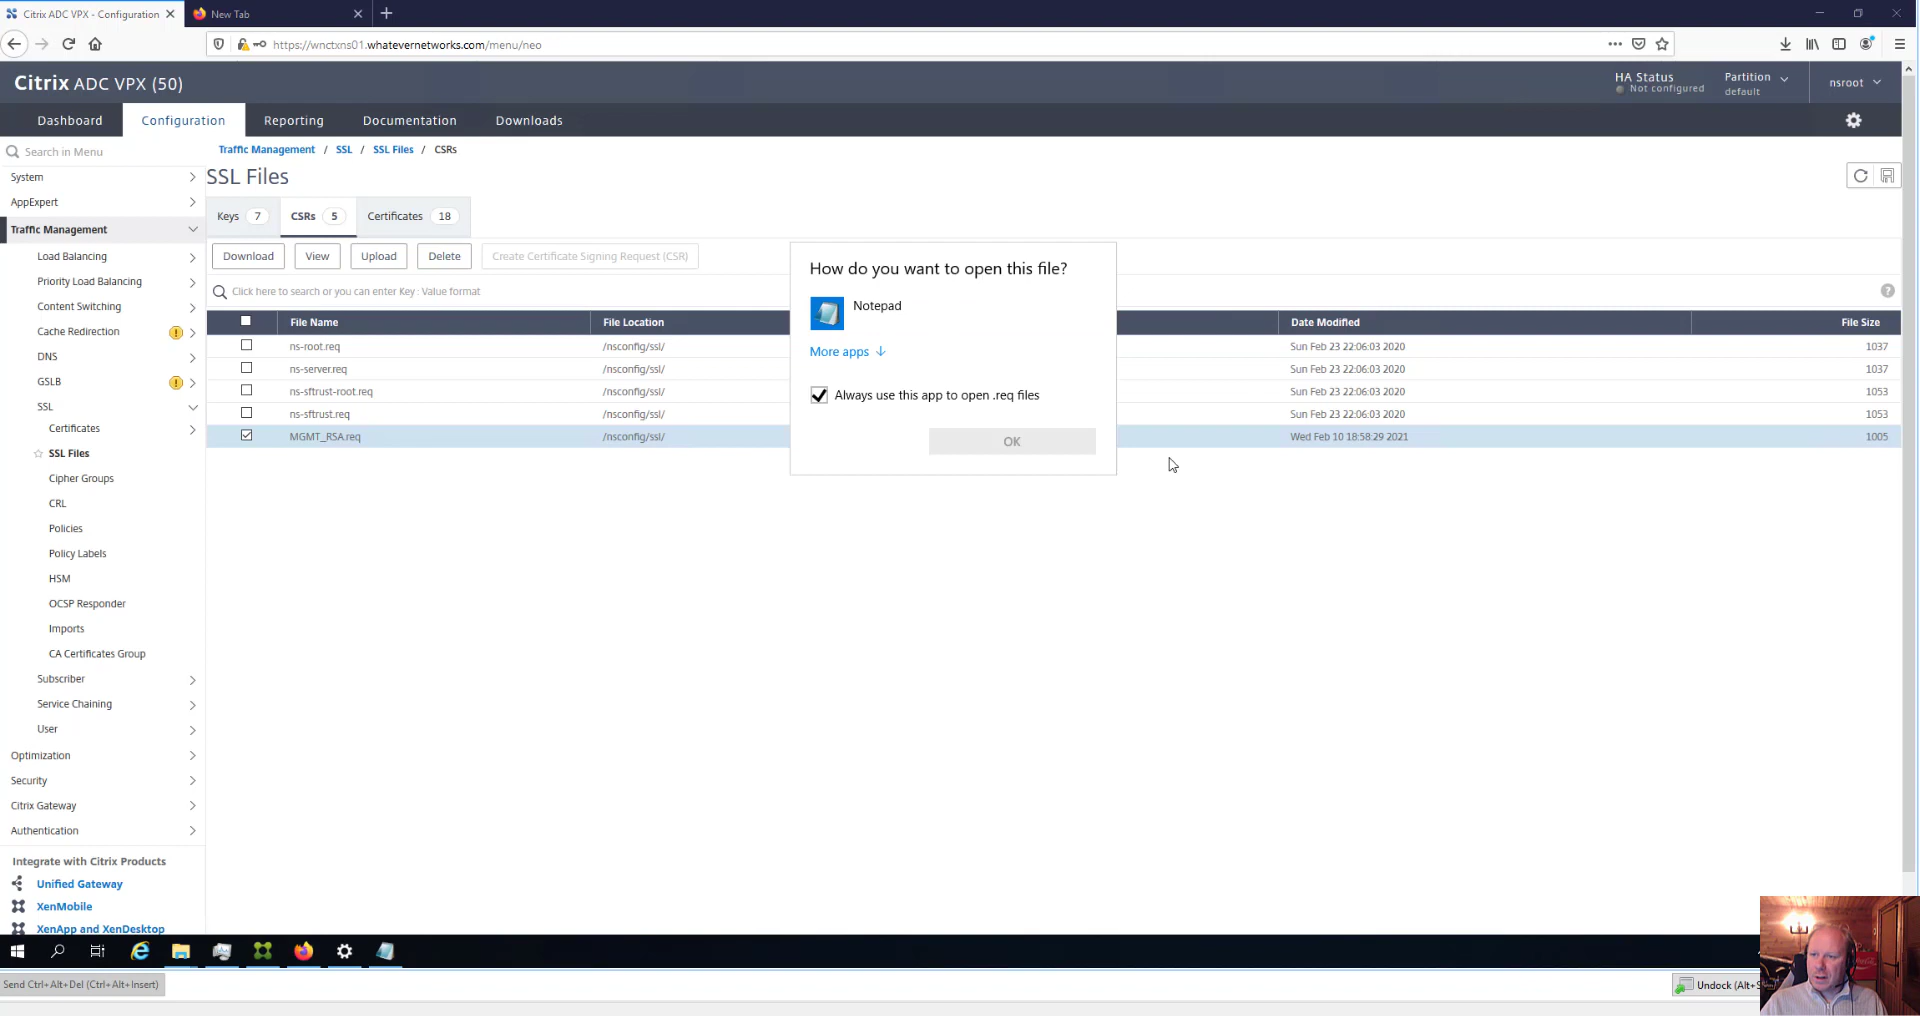 Citrix ADC VPX - Configuration
New Tab
https://wnctxns01.whatevernetworks.com/menu/neo
Citrix ADC VPX (50)
HA Status
Not configured
Partition
default
nsroot
Dashboard
Configuration
Reporting
Documentation
Downloads
Search in Menu
Traffic Management / SSL / SSL Files / CSRs
SSL Files
Keys 7
CSRs 5
Certificates 18
Download
View
Upload
Delete
Create Certificate Signing Request (CSR)
Click here to search or you can enter Key : Value format
File Name File Location Date Modified File Size
ns-root.req /nsconfig/ssl/ Sun Feb 23 22:06:03 2020 1037
ns-server.req /nsconfig/ssl/ Sun Feb 23 22:06:03 2020 1037
ns-sftrust-root.req /nsconfig/ssl/ Sun Feb 23 22:06:03 2020 1053
ns-sftrust.req /nsconfig/ssl/ Sun Feb 23 22:06:03 2020 1053
MGMT_RSA.req /nsconfig/ssl/ Wed Feb 10 18:58:29 2021 1005
How do you want to open this file?
Notepad
More apps
Always use this app to open .req files
OK
System
AppExpert
Traffic Management
Load Balancing
Priority Load Balancing
Content Switching
Cache Redirection
DNS
GSLB
SSL
Certificates
SSL Files
Cipher Groups
CRL
Policies
Policy Labels
HSM
OCSP Responder
Imports
CA Certificates Group
Subscriber
Service Chaining
User
Optimization
Security
Citrix Gateway
Authentication
Integrate with Citrix Products
Unified Gateway
XenMobile
XenApp and XenDesktop
Send Ctrl+Alt+Del (Ctrl+Alt+Insert)
Undock (Alt+S